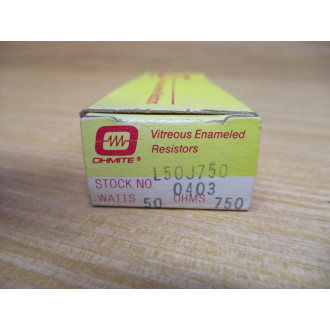 Vitreous Enameled
Resistors
OHMITE®
L50J750
STOCK NO. 0403
WATTS 50 OHMS 750